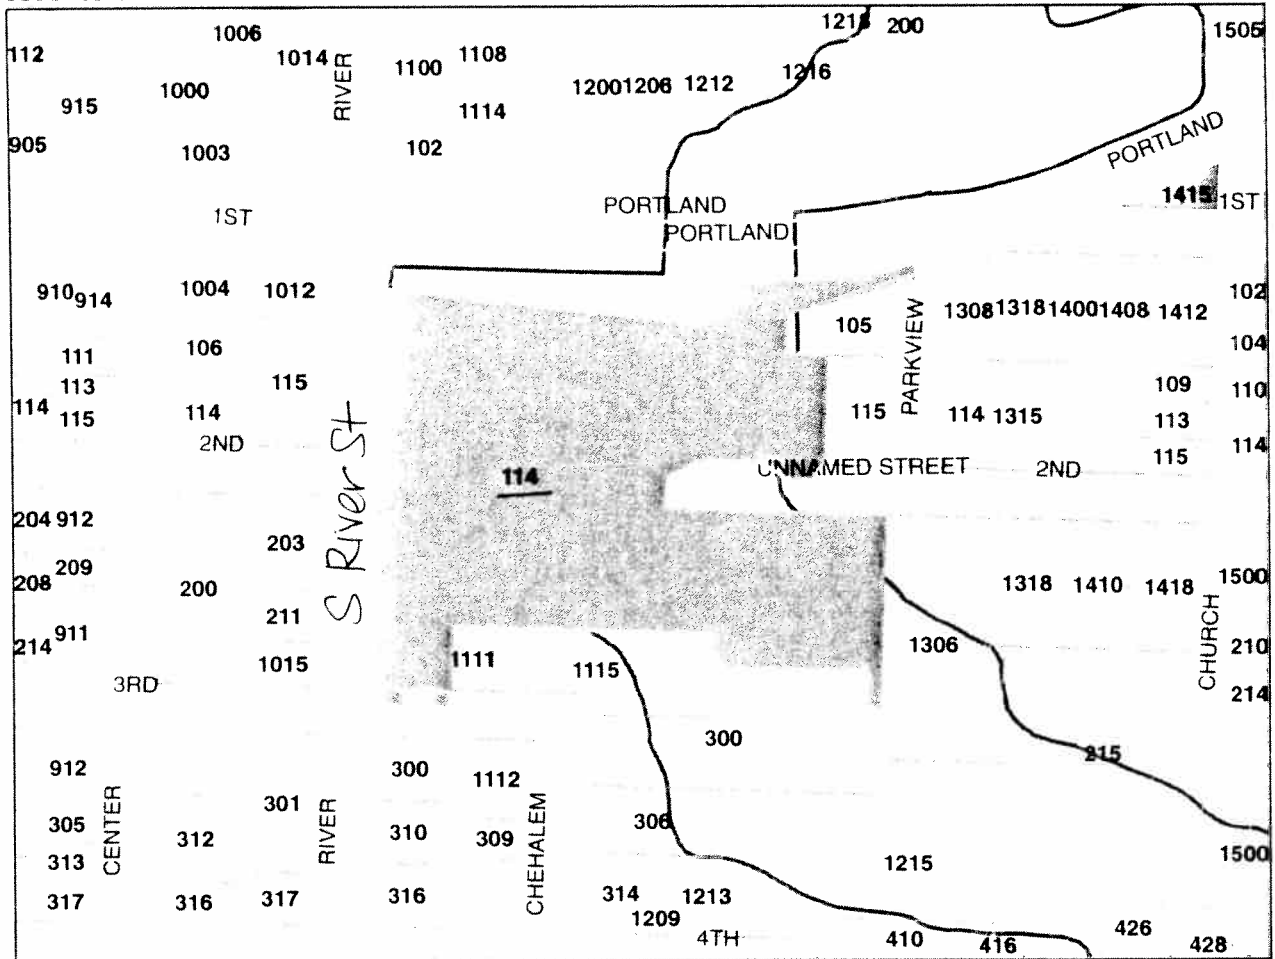 1218 200 1505
1006
112 1014 RIVER 1100 1108
1216
915 1000 1200 1206 1212
1114
PORTLAND
905 1003 102
1415 1ST
1ST PORTLAND
PORTLAND
910 914 1004 1012 102
105 PARKVIEW 1308 1318 1400 1408 1412
111 106 104
113 115 109 110
114 115 114 115 114 1315 113
2ND 114
S River St
114 UNNAMED STREET 2ND 115
204 912
203
209
208 200 1318 1410 1418 1500
211
214 911 1306 CHURCH 210
1015 1111 1115
3RD 214
300
215
912 300 1112
CENTER 301 RIVER CHEHALEM
305 312 310 309 306
313 1215 1500
317 316 317 316 314 1213
1209
4TH 410 416 426 428